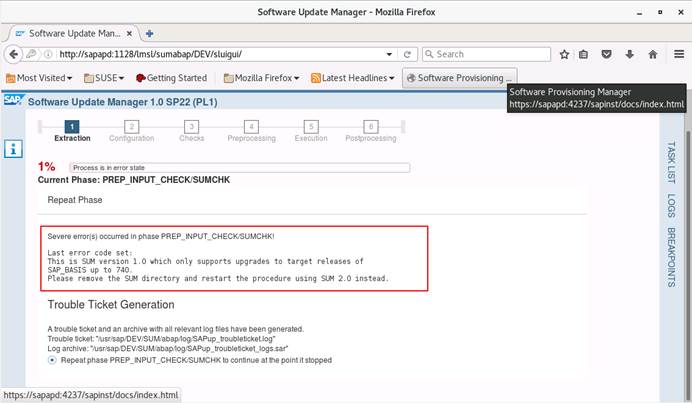 Software Update Manager - Mozilla Firefox
Software Update Man...
http://sapapd:1128/lmsl/sumabap/DEV/sluigui/
Search
Most Visited
SUSE
Getting Started
Mozilla Firefox
Latest Headlines
Software Provisioning ...
Software Provisioning Manager
https://sapapd:4237/sapinst/docs/index.html
SAP
Software Update Manager 1.0 SP22 (PL1)
1 2 3 4 5 6
Extraction Configuration Checks Preprocessing Execution Postprocessing
1% Process is in error state
Current Phase: PREP_INPUT_CHECK/SUMCHK
Repeat Phase
Severe error(s) occurred in phase PREP_INPUT_CHECK/SUMCHK!
Last error code set:
This is SUM version 1.0 which only supports upgrades to target releases of
SAP_BASIS up to 740.
Please remove the SUM directory and restart the procedure using SUM 2.0 instead.
Trouble Ticket Generation
A trouble ticket and an archive with all relevant log files have been generated.
Trouble ticket: "/usr/sap/DEV/SUM/abap/log/SAPup_troubleticket.log"
Log archive: "/usr/sap/DEV/SUM/abap/log/SAPup_troubleticket_logs.sar"
Repeat phase PREP_INPUT_CHECK/SUMCHK to continue at the point it stopped
TASK LIST
LOGS
BREAKPOINTS
https://sapapd:4237/sapinst/docs/index.html